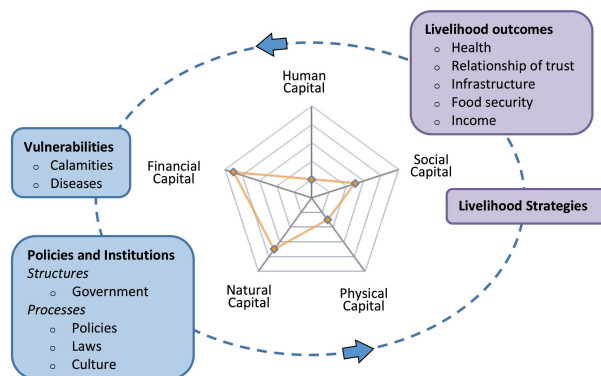 Livelihood outcomes
o Health
o Relationship of trust
o Infrastructure
o Food security
o Income
Human
Capital
Vulnerabilities
o Calamities
o Diseases
Financial
Capital
Social
Capital
Livelihood Strategies
Policies and Institutions
Structures
o Government
Processes
o Policies
o Laws
o Culture
Natural
Capital
Physical
Capital